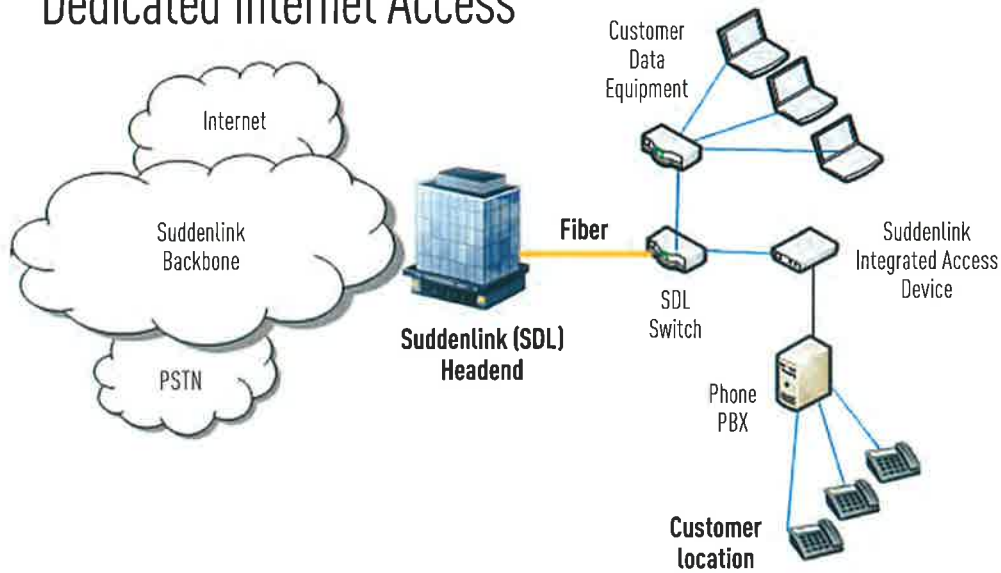 Dedicated Internet Access
Customer
Data
Equipment
Internet
Suddenlink
Backbone
PSTN
Suddenlink (SDL)
Headend
Fiber
SDL
Switch
Suddenlink
Integrated Access
Device
Phone
PBX
Customer
location